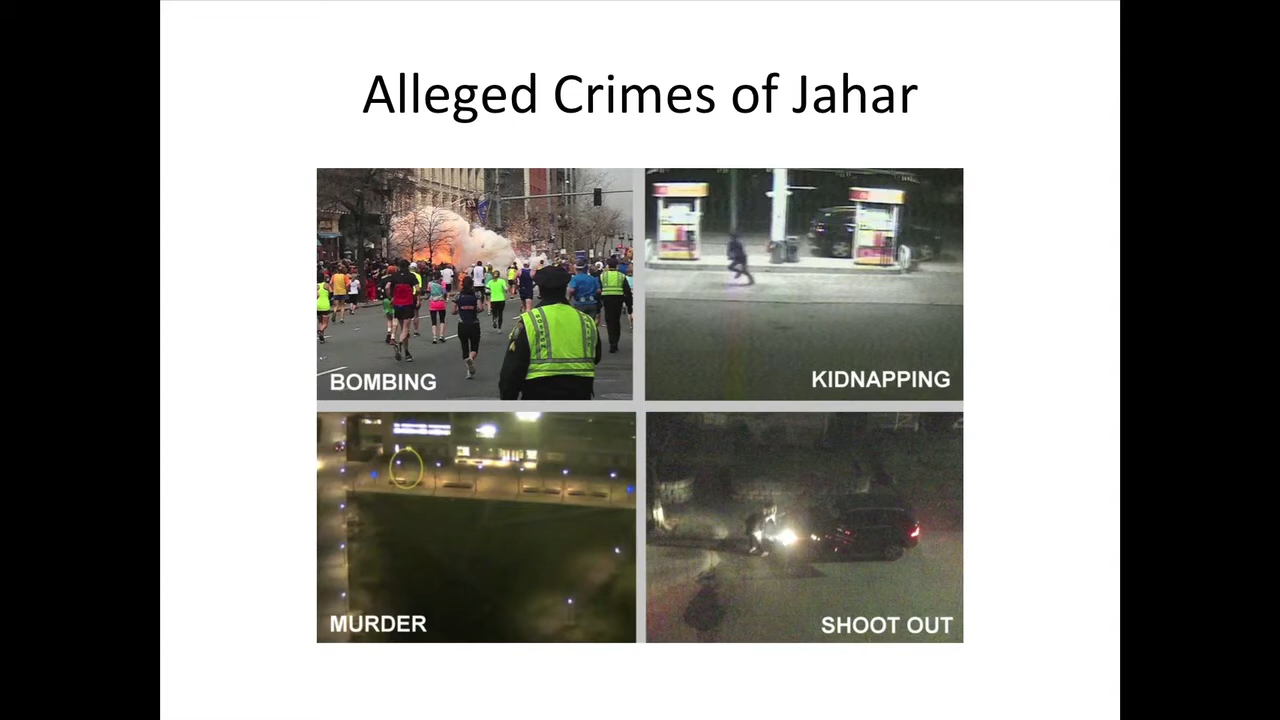 Alleged Crimes of Jahar
BOMBING
KIDNAPPING
MURDER
SHOOT OUT